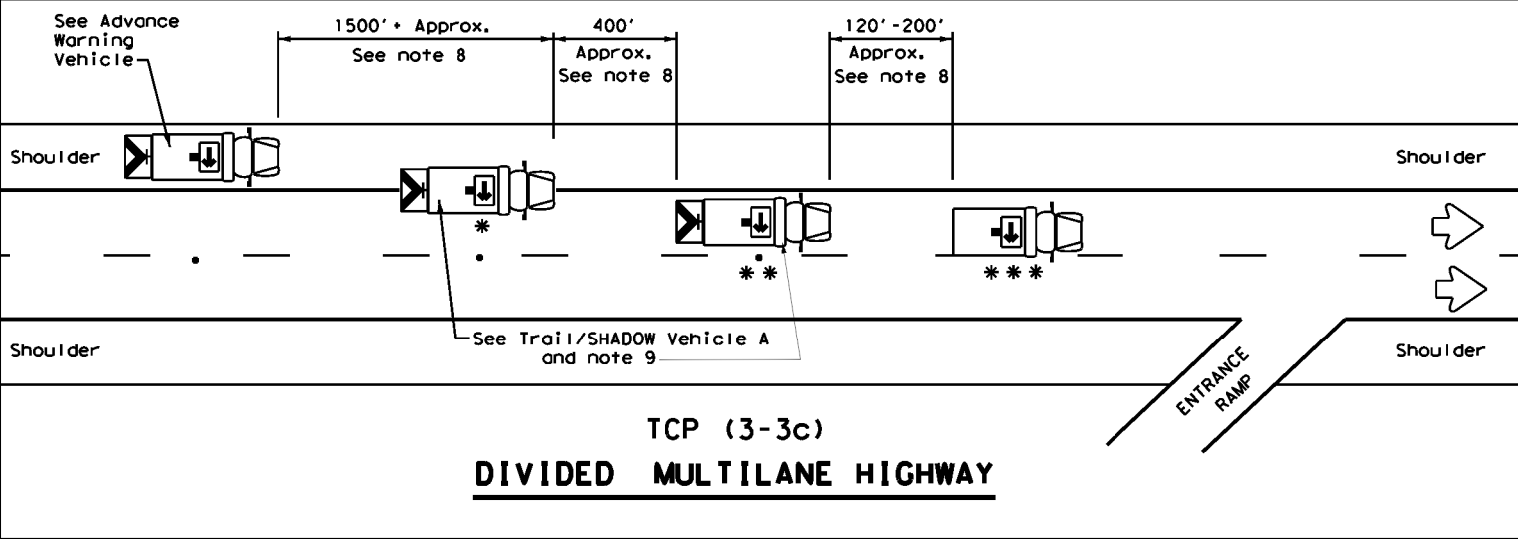 See Advance
Warning
Vehicle
1500'+ Approx.
See note 8
400'
Approx.
See note 8
120'-200'
Approx.
See note 8
Shoulder
Shoulder
*
* *
* * *
See Trail/SHADOW Vehicle A
and note 9
Shoulder
Shoulder
ENTRANCE
RAMP
TCP (3-3c)
DIVIDED MULTILANE HIGHWAY